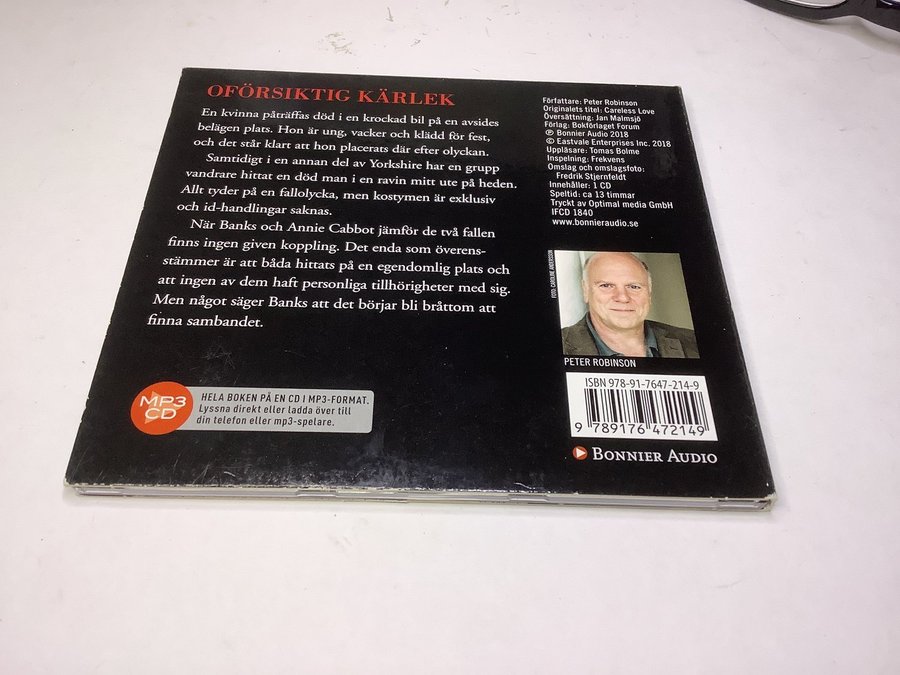 OFÖRSIKTIG KÄRLEK
En kvinna påträffas död i en krockad bil på en avsides
belägen plats. Hon är ung, vacker och klädd för fest,
och det står klart att hon placerats där efter olyckan.
Samtidigt i en annan del av Yorkshire har en grupp
vandrare hittat en död man i en ravin mitt ute på heden.
Allt tyder på en fallolycka, men kostymen är exklusiv
och id-handlingar saknas.
När Banks och Annie Cabbot jämför de två fallen
finns ingen given koppling. Det enda som överens-
stämmer är att båda hittats på en egendomlig plats och
att ingen av dem haft personliga tillhörigheter med sig.
Men något säger Banks att det börjar bli bråttom att
finna sambandet.
MP3
CD
HELA BOKEN PÅ EN CD I MP3-FORMAT.
Lyssna direkt eller ladda över till
din telefon eller mp3-spelare.
Författare: Peter Robinson
Originalets titel: Careless Love
Översättning: Jan Malmsjö
Förlag: Bokförlaget Forum
℗ Bonnier Audio 2018
© Eastvale Enterprises Inc. 2018
Uppläsare: Tomas Bolme
Inspelning: Frekvens
Omslag och omslagsfoto:
Fredrik Stjernfeldt
Innehåller: 1 CD
Speltid: ca 13 timmar
Tryckt av Optimal media GmbH
IFCD 1840
www.bonnieraudio.se
FOTO: CAROLINE ANDERSSON
PETER ROBINSON
ISBN 978-91-7647-214-9
9 789176 472149
BONNIER AUDIO